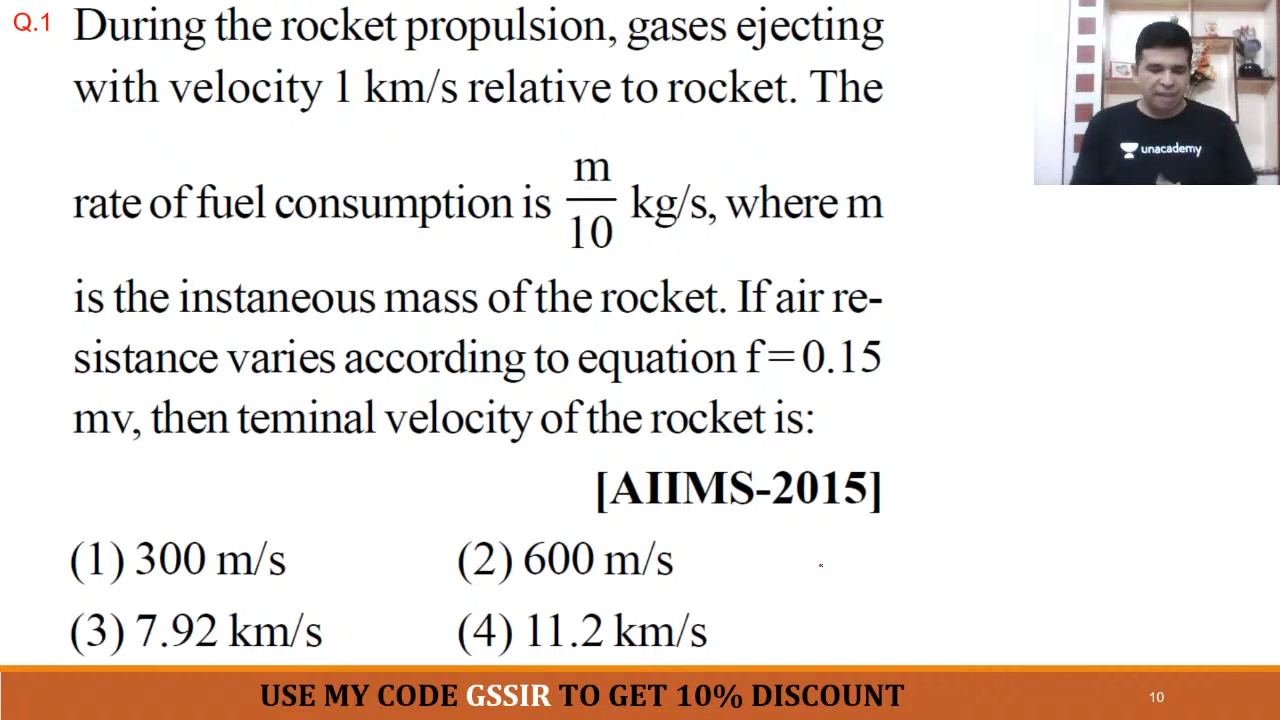 Q.1 During the rocket propulsion, gases ejecting
with velocity 1 km/s relative to rocket. The
rate of fuel consumption is m/10 kg/s, where m
is the instaneous mass of the rocket. If air re-
sistance varies according to equation f = 0.15
mv, then teminal velocity of the rocket is:
[AIIMS-2015]
(1) 300 m/s (2) 600 m/s
(3) 7.92 km/s (4) 11.2 km/s
unacademy
USE MY CODE GSSIR TO GET 10% DISCOUNT
10